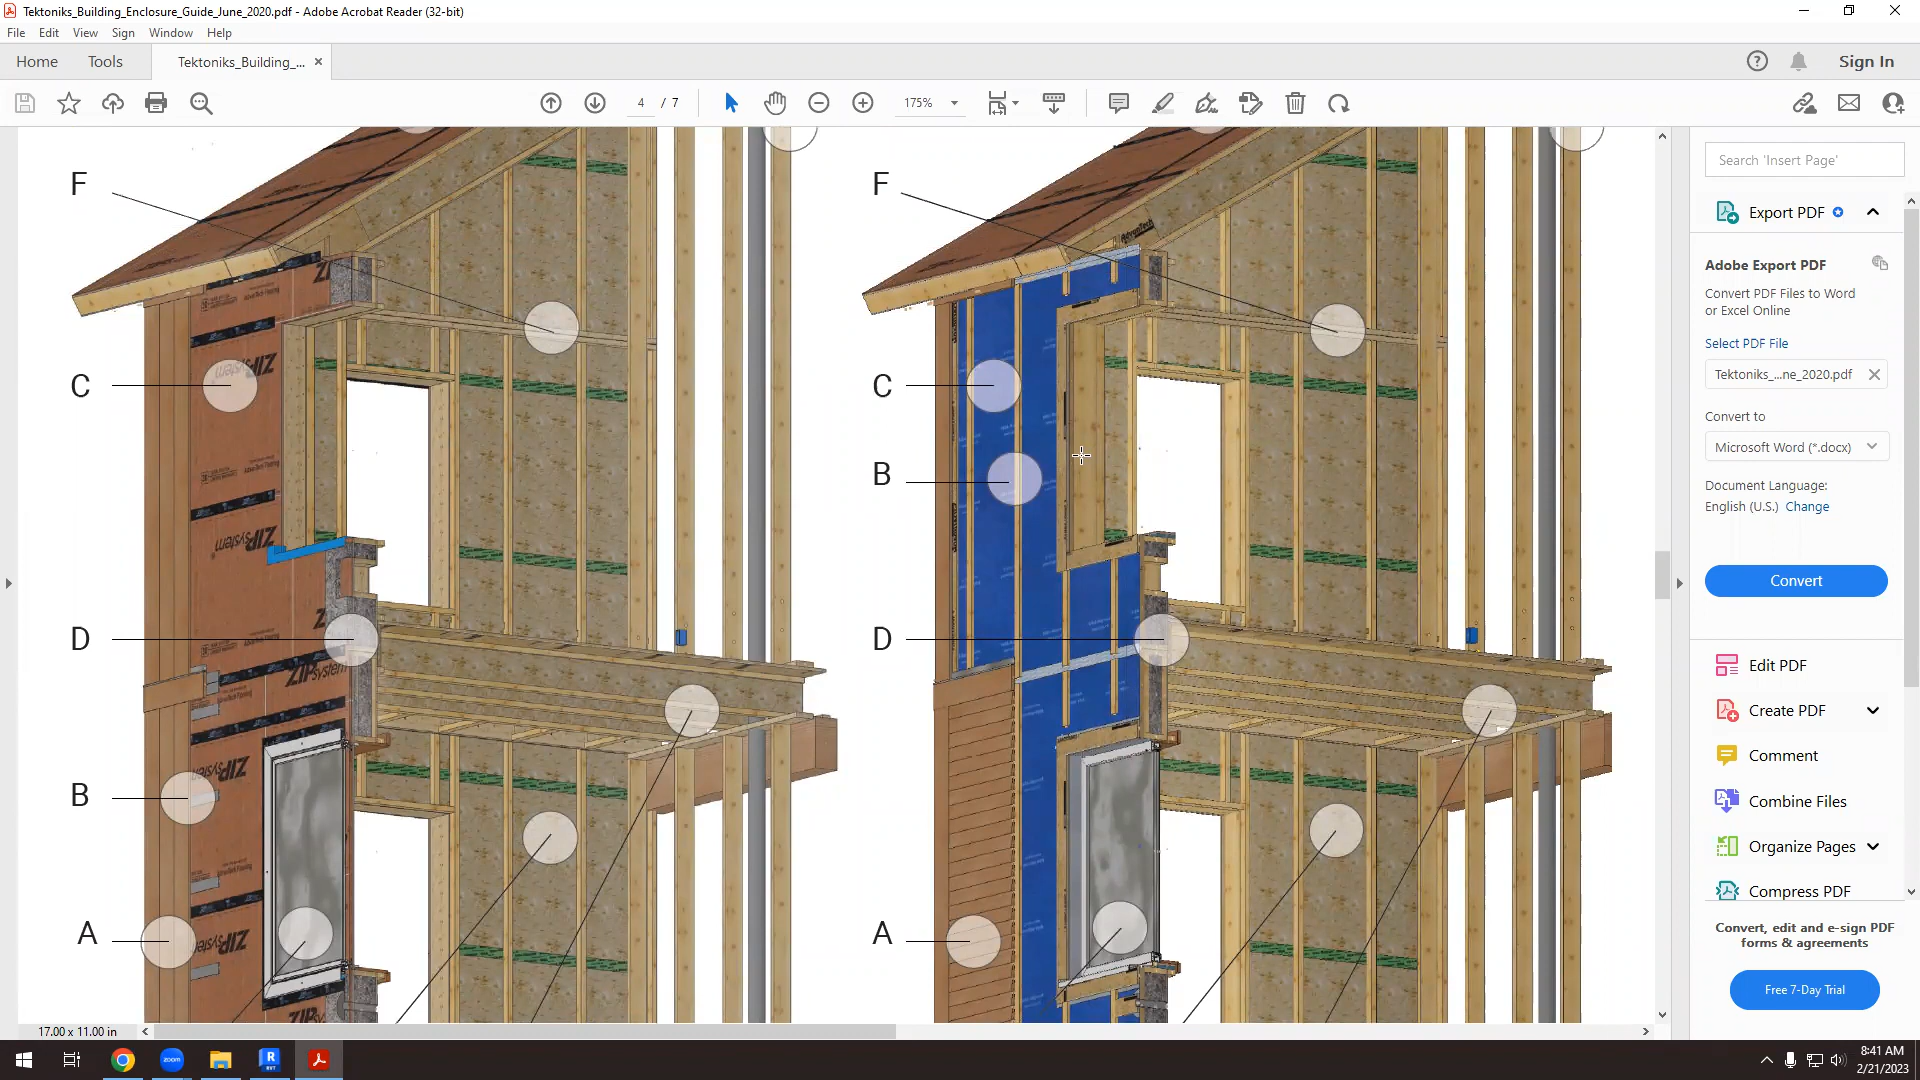 Tektoniks_Building_Enclosure_Guide_June_2020.pdf - Adobe Acrobat Reader (32-bit)
File Edit View Sign Window Help
Home Tools Tektoniks_Building_... × Sign In
4 / 7 175%
Search 'Insert Page'
Export PDF
Adobe Export PDF
Convert PDF Files to Word
or Excel Online
Select PDF File
Tektoniks_...ne_2020.pdf
Convert to
Microsoft Word (*.docx)
Document Language:
English (U.S.) Change
Convert
Edit PDF
Create PDF
Comment
Combine Files
Organize Pages
Compress PDF
Convert, edit and e-sign PDF
forms & agreements
Free 7-Day Trial
F
C
D
B
A
ZIPsystem
F
C
B
D
A
AdvanTech
17.00 x 11.00 in
zoom
R
RVT
8:41 AM
2/21/2023